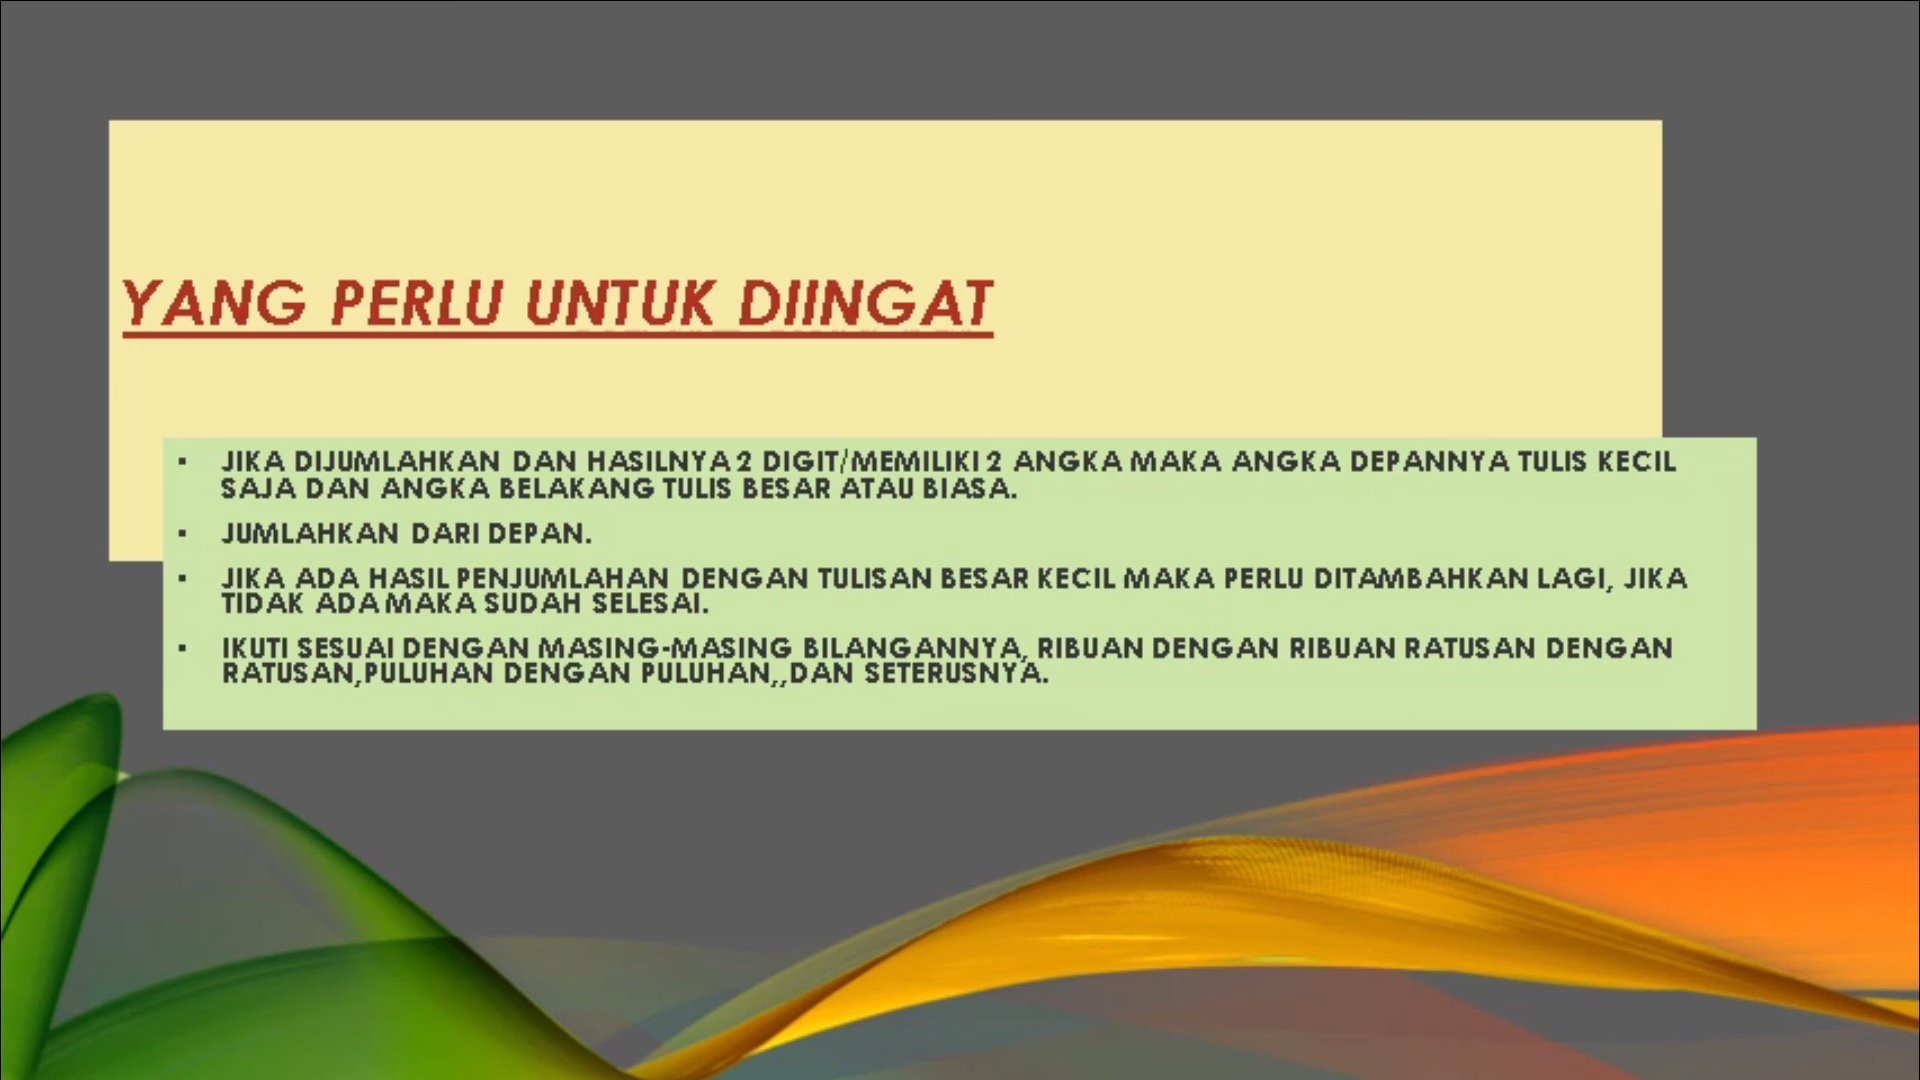 YANG PERLU UNTUK DIINGAT
▪ JIKA DIJUMLAHKAN DAN HASILNYA 2 DIGIT/MEMILIKI 2 ANGKA MAKA ANGKA DEPANNYA TULIS KECIL
SAJA DAN ANGKA BELAKANG TULIS BESAR ATAU BIASA.
▪ JUMLAHKAN DARI DEPAN.
▪ JIKA ADA HASIL PENJUMLAHAN DENGAN TULISAN BESAR KECIL MAKA PERLU DITAMBAHKAN LAGI, JIKA
TIDAK ADA MAKA SUDAH SELESAI.
▪ IKUTI SESUAI DENGAN MASING-MASING BILANGANNYA, RIBUAN DENGAN RIBUAN RATUSAN DENGAN
RATUSAN,PULUHAN DENGAN PULUHAN,,DAN SETERUSNYA.